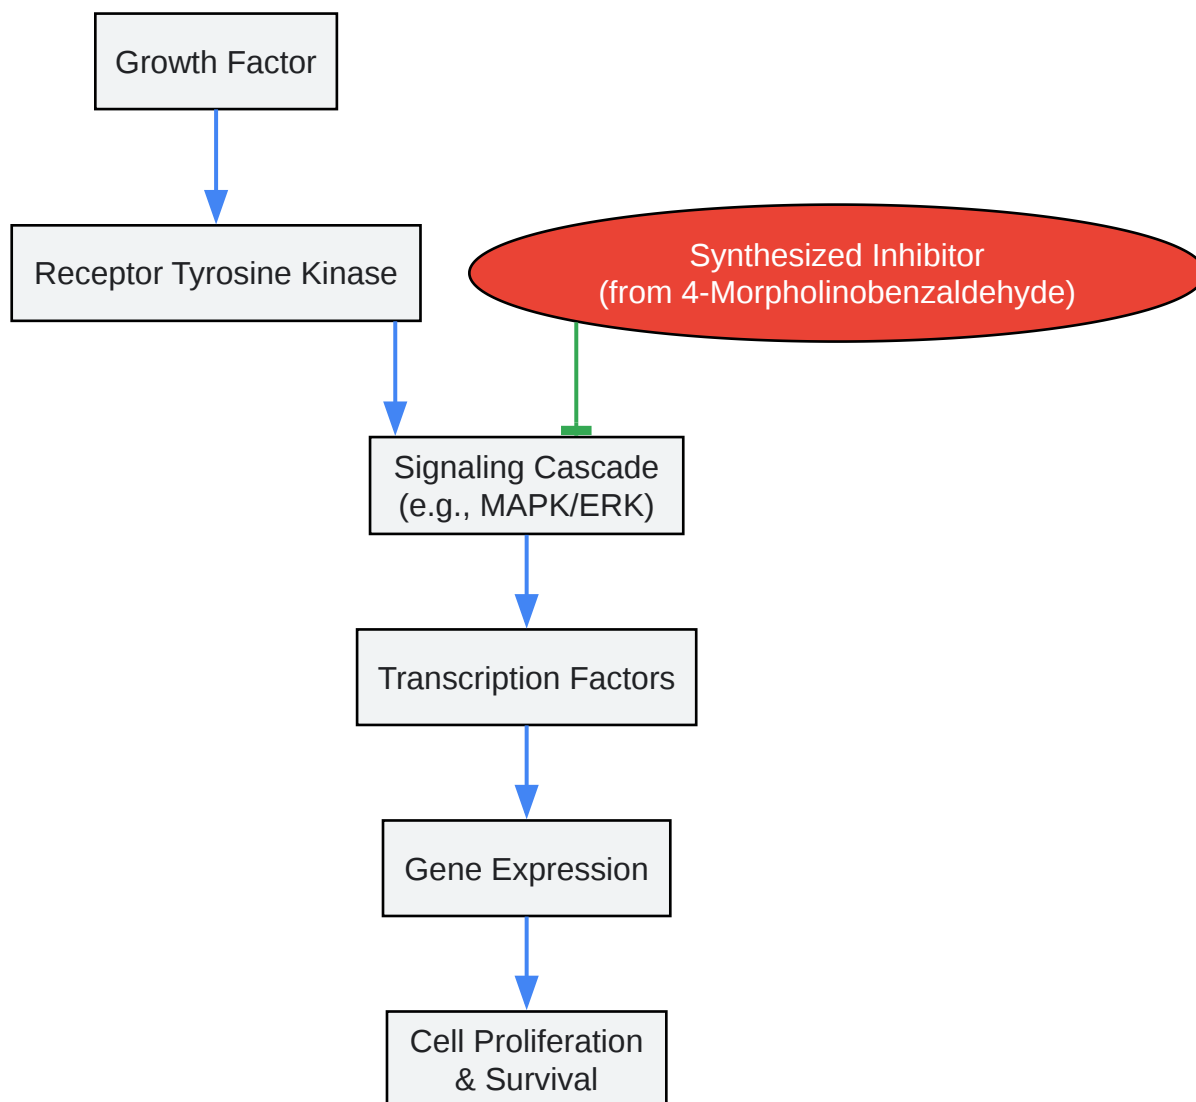 Growth Factor
Receptor Tyrosine Kinase
Synthesized Inhibitor
(from 4-Morpholinobenzaldehyde)
Signaling Cascade
(e.g., MAPK/ERK)
Transcription Factors
Gene Expression
Cell Proliferation
& Survival